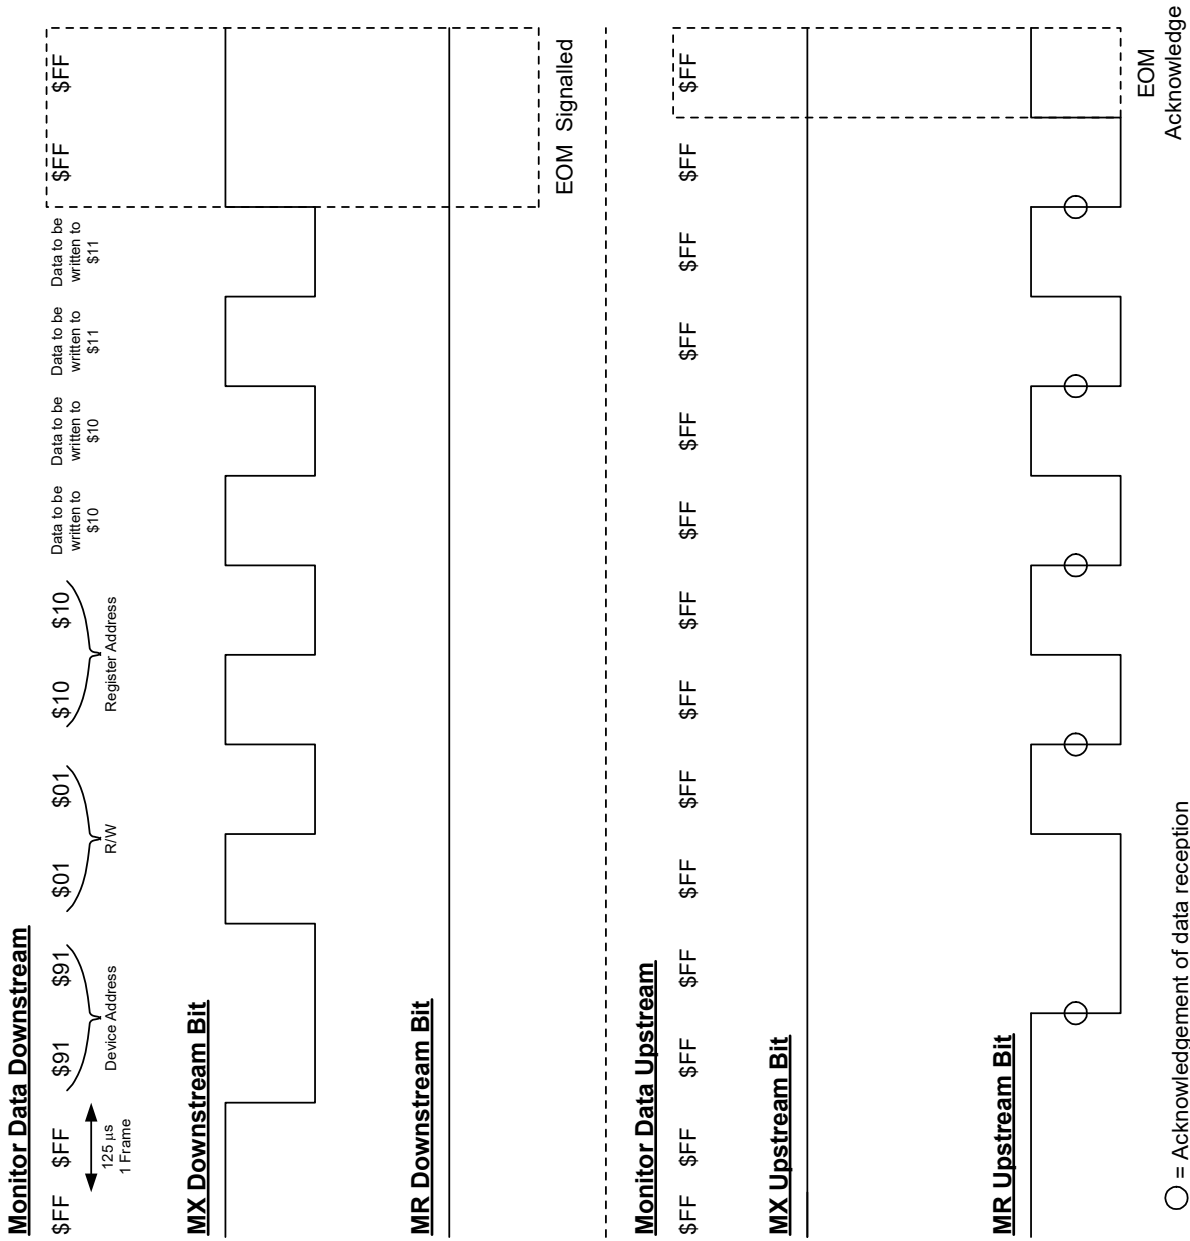 Monitor Data Downstream
$FF $FF $91 $91 $01 $01 $10 $10 Data to be written to $10 Data to be written to $10 Data to be written to $11 Data to be written to $11 $FF $FF
125 µs
1 Frame
Device Address
R/W
Register Address
MX Downstream Bit
MR Downstream Bit
EOM Signalled
Monitor Data Upstream
$FF $FF $FF $FF $FF $FF $FF $FF $FF $FF $FF $FF $FF $FF
MX Upstream Bit
MR Upstream Bit
EOM
Acknowledge
= Acknowledgement of data reception